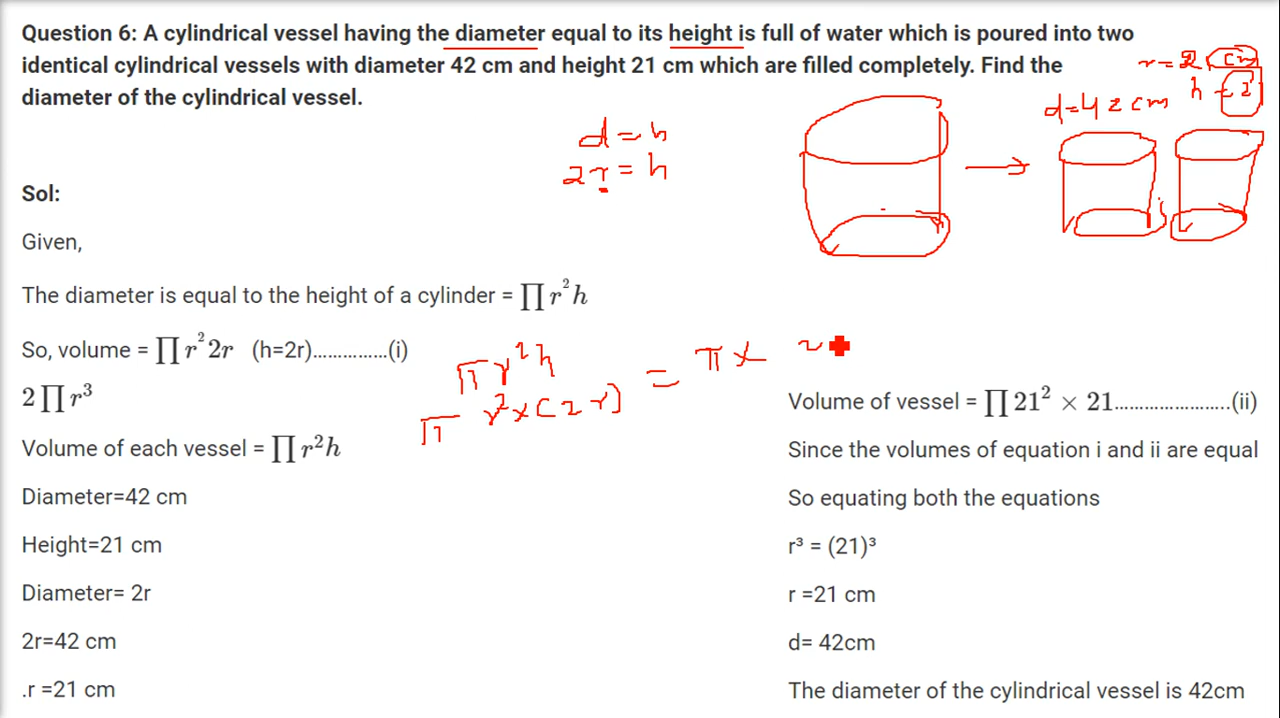 Question 6: A cylindrical vessel having the diameter equal to its height is full of water which is poured into two
identical cylindrical vessels with diameter 42 cm and height 21 cm which are filled completely. Find the
diameter of the cylindrical vessel.
d = h
2r = h
d=42cm
Sol:
Given,
The diameter is equal to the height of a cylinder = ∏ r²h
So, volume = ∏ r²2r (h=2r)..............(i)
2∏ r³
Volume of each vessel = ∏ r²h
Diameter=42 cm
Height=21 cm
Diameter= 2r
2r=42 cm
.r =21 cm
πr²h
π r²×(2r) = π×
Volume of vessel = ∏ 21² × 21.......................(ii)
Since the volumes of equation i and ii are equal
So equating both the equations
r³ = (21)³
r =21 cm
d= 42cm
The diameter of the cylindrical vessel is 42cm